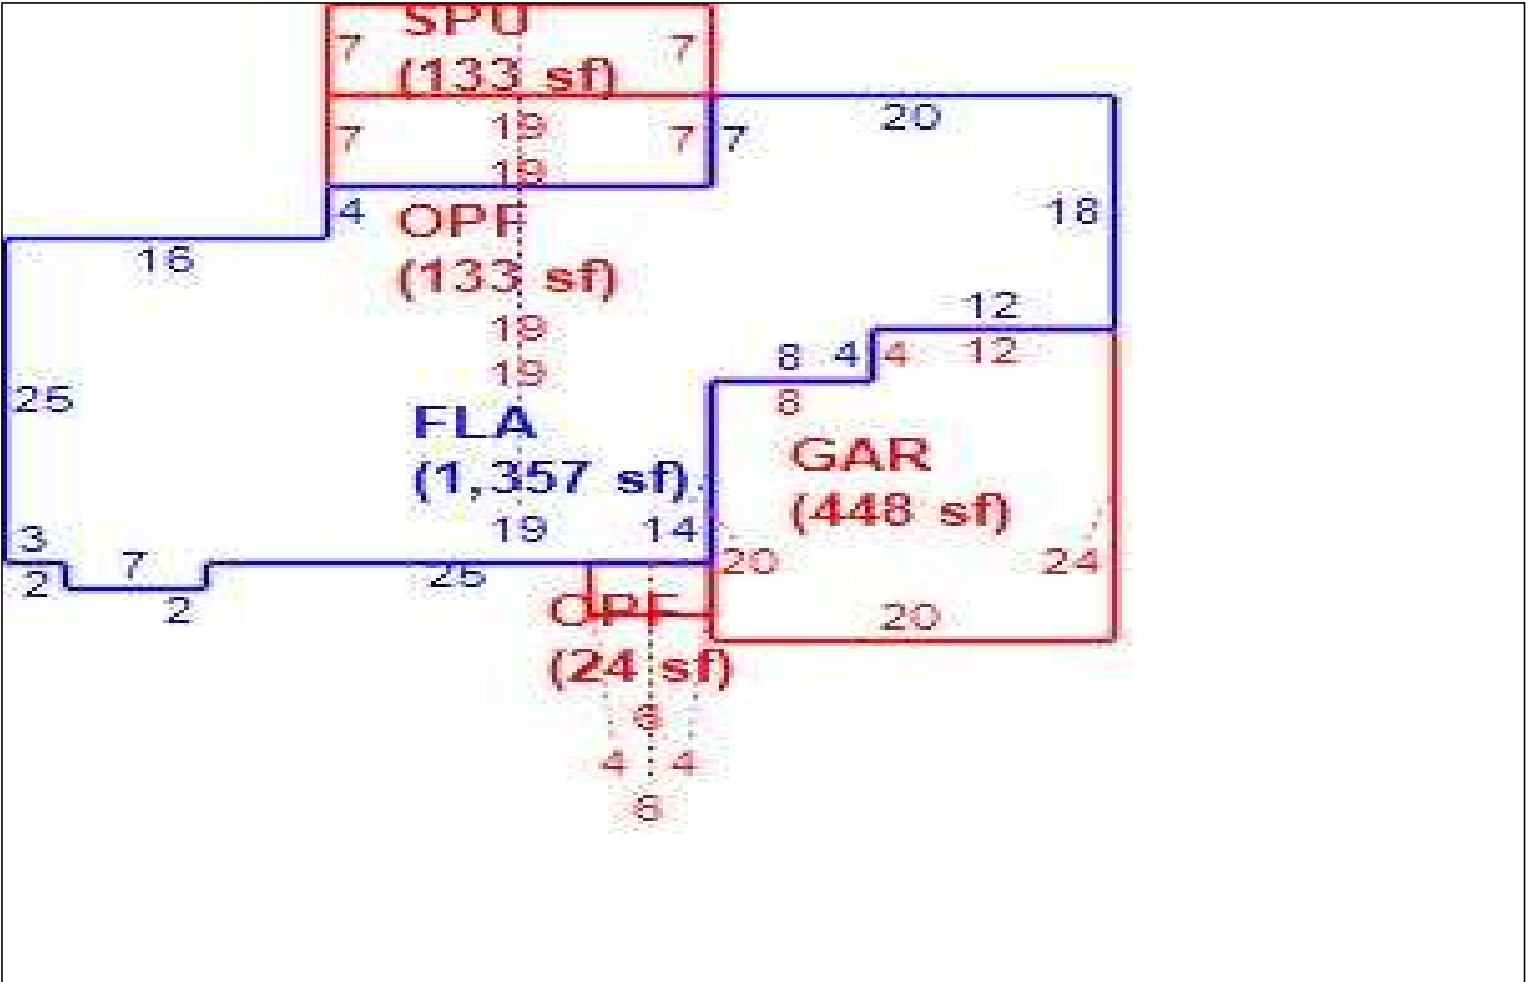 SPU
7 7
(133 sf)
20
7 19 7 7
19
4 OPF 18
16
(133 sf)
12
19
8 4 4 12
19
25 8
FLA
GAR
(1,357 sf)
(448 sf)
3 19 14
7 20 24
2 25
2 OPF 20
(24 sf)
6
4 4
6